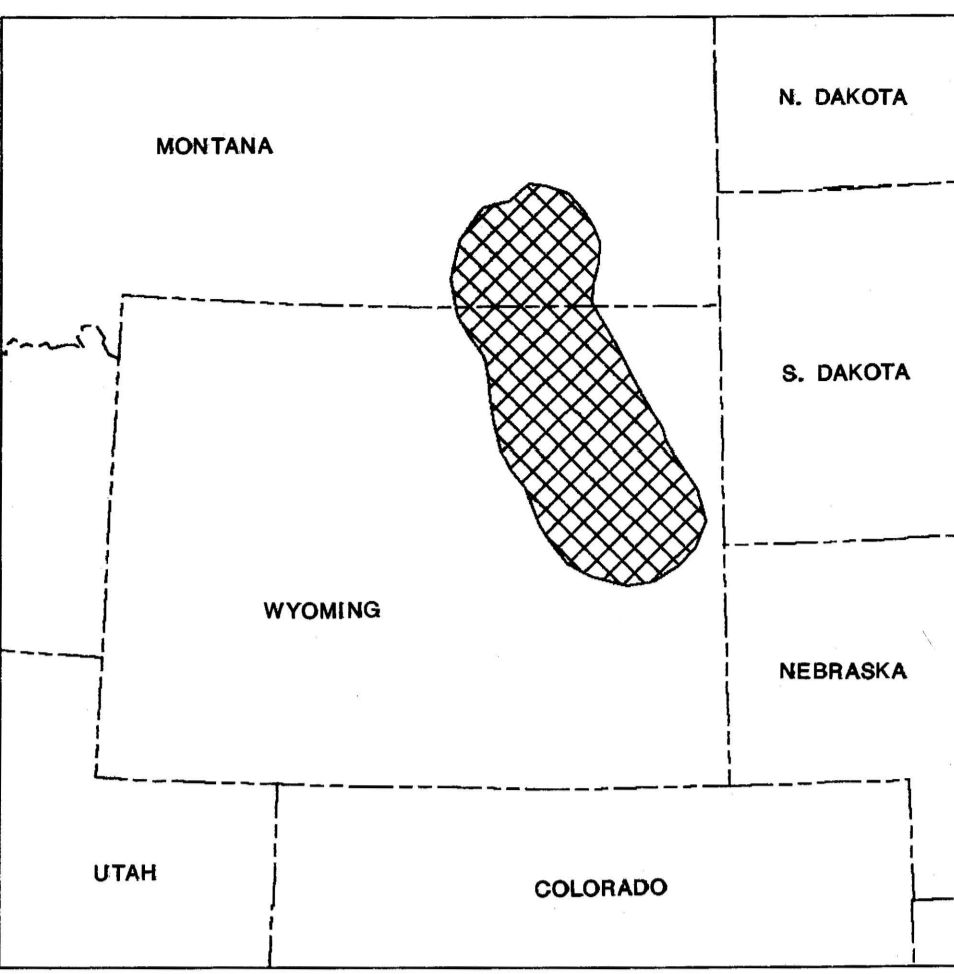 N. DAKOTA
MONTANA
S. DAKOTA
WYOMING
NEBRASKA
UTAH
COLORADO